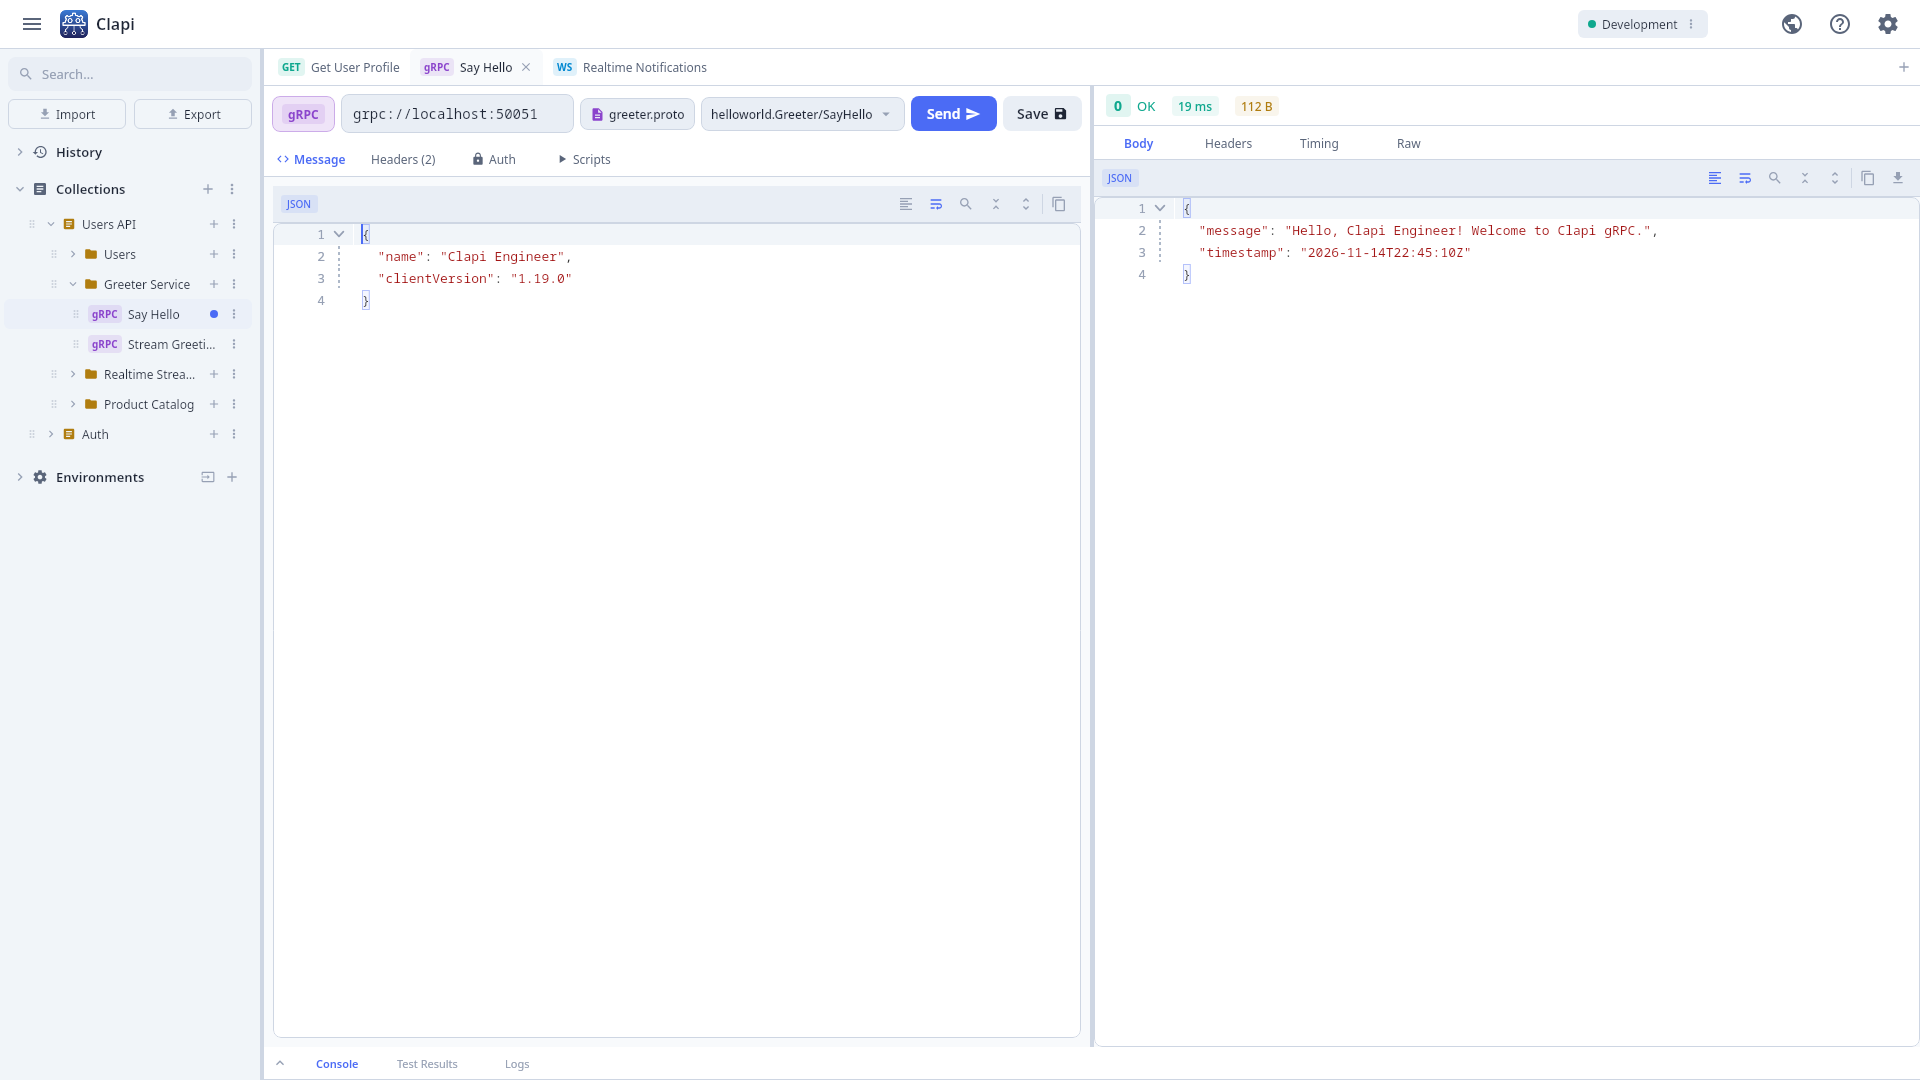 Clapi
Development
Search...
Import
Export
History
Collections
Users API
Users
Greeter Service
gRPC Say Hello
gRPC Stream Greeti...
Realtime Strea...
Product Catalog
Auth
Environments
GET Get User Profile
gRPC Say Hello
WS Realtime Notifications
gRPC
grpc://localhost:50051
greeter.proto
helloworld.Greeter/SayHello
Send
Save
Message
Headers (2)
Auth
Scripts
JSON
1 {
2 "name": "Clapi Engineer",
3 "clientVersion": "1.19.0"
4 }
0 OK
19 ms
112 B
Body
Headers
Timing
Raw
JSON
1 {
2 "message": "Hello, Clapi Engineer! Welcome to Clapi gRPC.",
3 "timestamp": "2026-11-14T22:45:10Z"
4 }
Console
Test Results
Logs